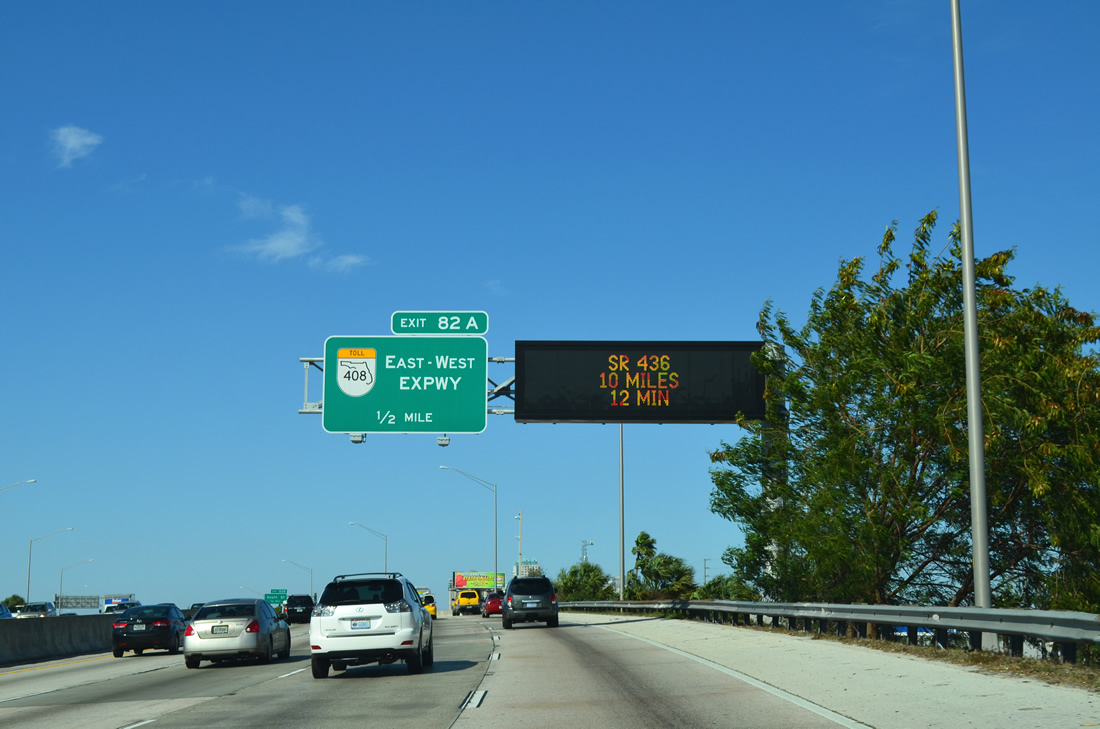 EXIT 82 A
TOLL
408
EAST-WEST
EXPWY
1/2 MILE
SR 436
10 MILES
12 MIN